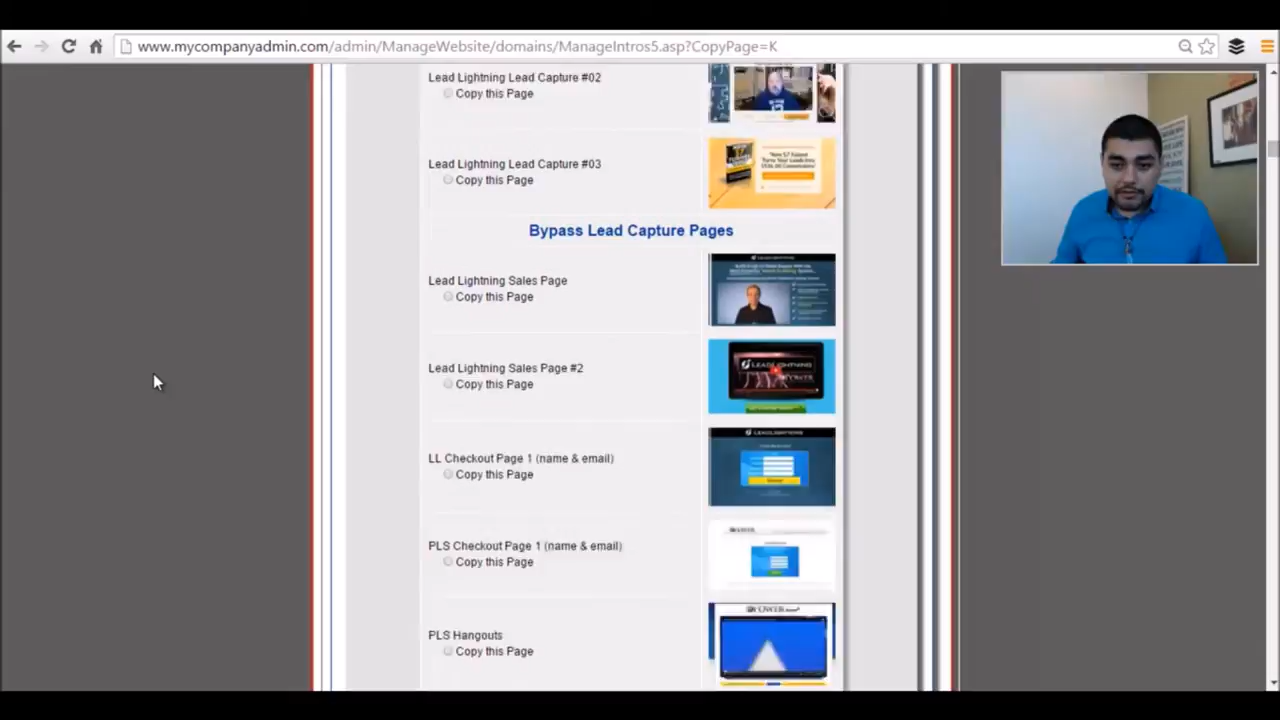 www.mycompanyadmin.com/admin/ManageWebsite/domains/ManageIntros5.asp?CopyPage=K
Lead Lightning Lead Capture #02
Copy this Page
Lead Lightning Lead Capture #03
Copy this Page
Bypass Lead Capture Pages
Lead Lightning Sales Page
Copy this Page
Lead Lightning Sales Page #2
Copy this Page
LEADLIGHTNING
LL Checkout Page 1 (name & email)
Copy this Page
LEADLIGHTNING
PLS Checkout Page 1 (name & email)
Copy this Page
PLS Hangouts
Copy this Page